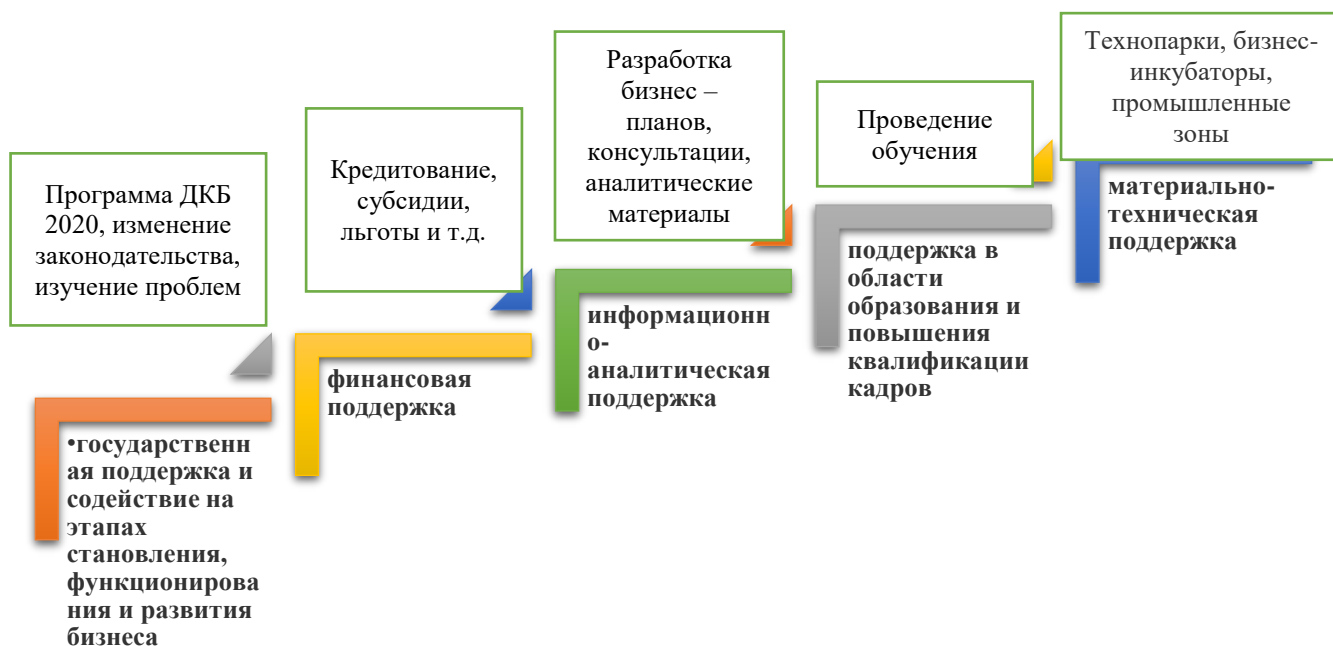 Программа ДКБ
2020, изменение
законодательства,
изучение проблем
•государственн
ая поддержка и
содействие на
этапах
становления,
функционирова
ния и развития
бизнеса
Кредитование,
субсидии,
льготы и т.д.
финансовая
поддержка
Разработка
бизнес –
планов,
консультации,
аналитические
материалы
информационн
о-
аналитическая
поддержка
Проведение
обучения
поддержка в
области
образования и
повышения
квалификации
кадров
Технопарки, бизнес-
инкубаторы,
промышленные
зоны
материально-
техническая
поддержка